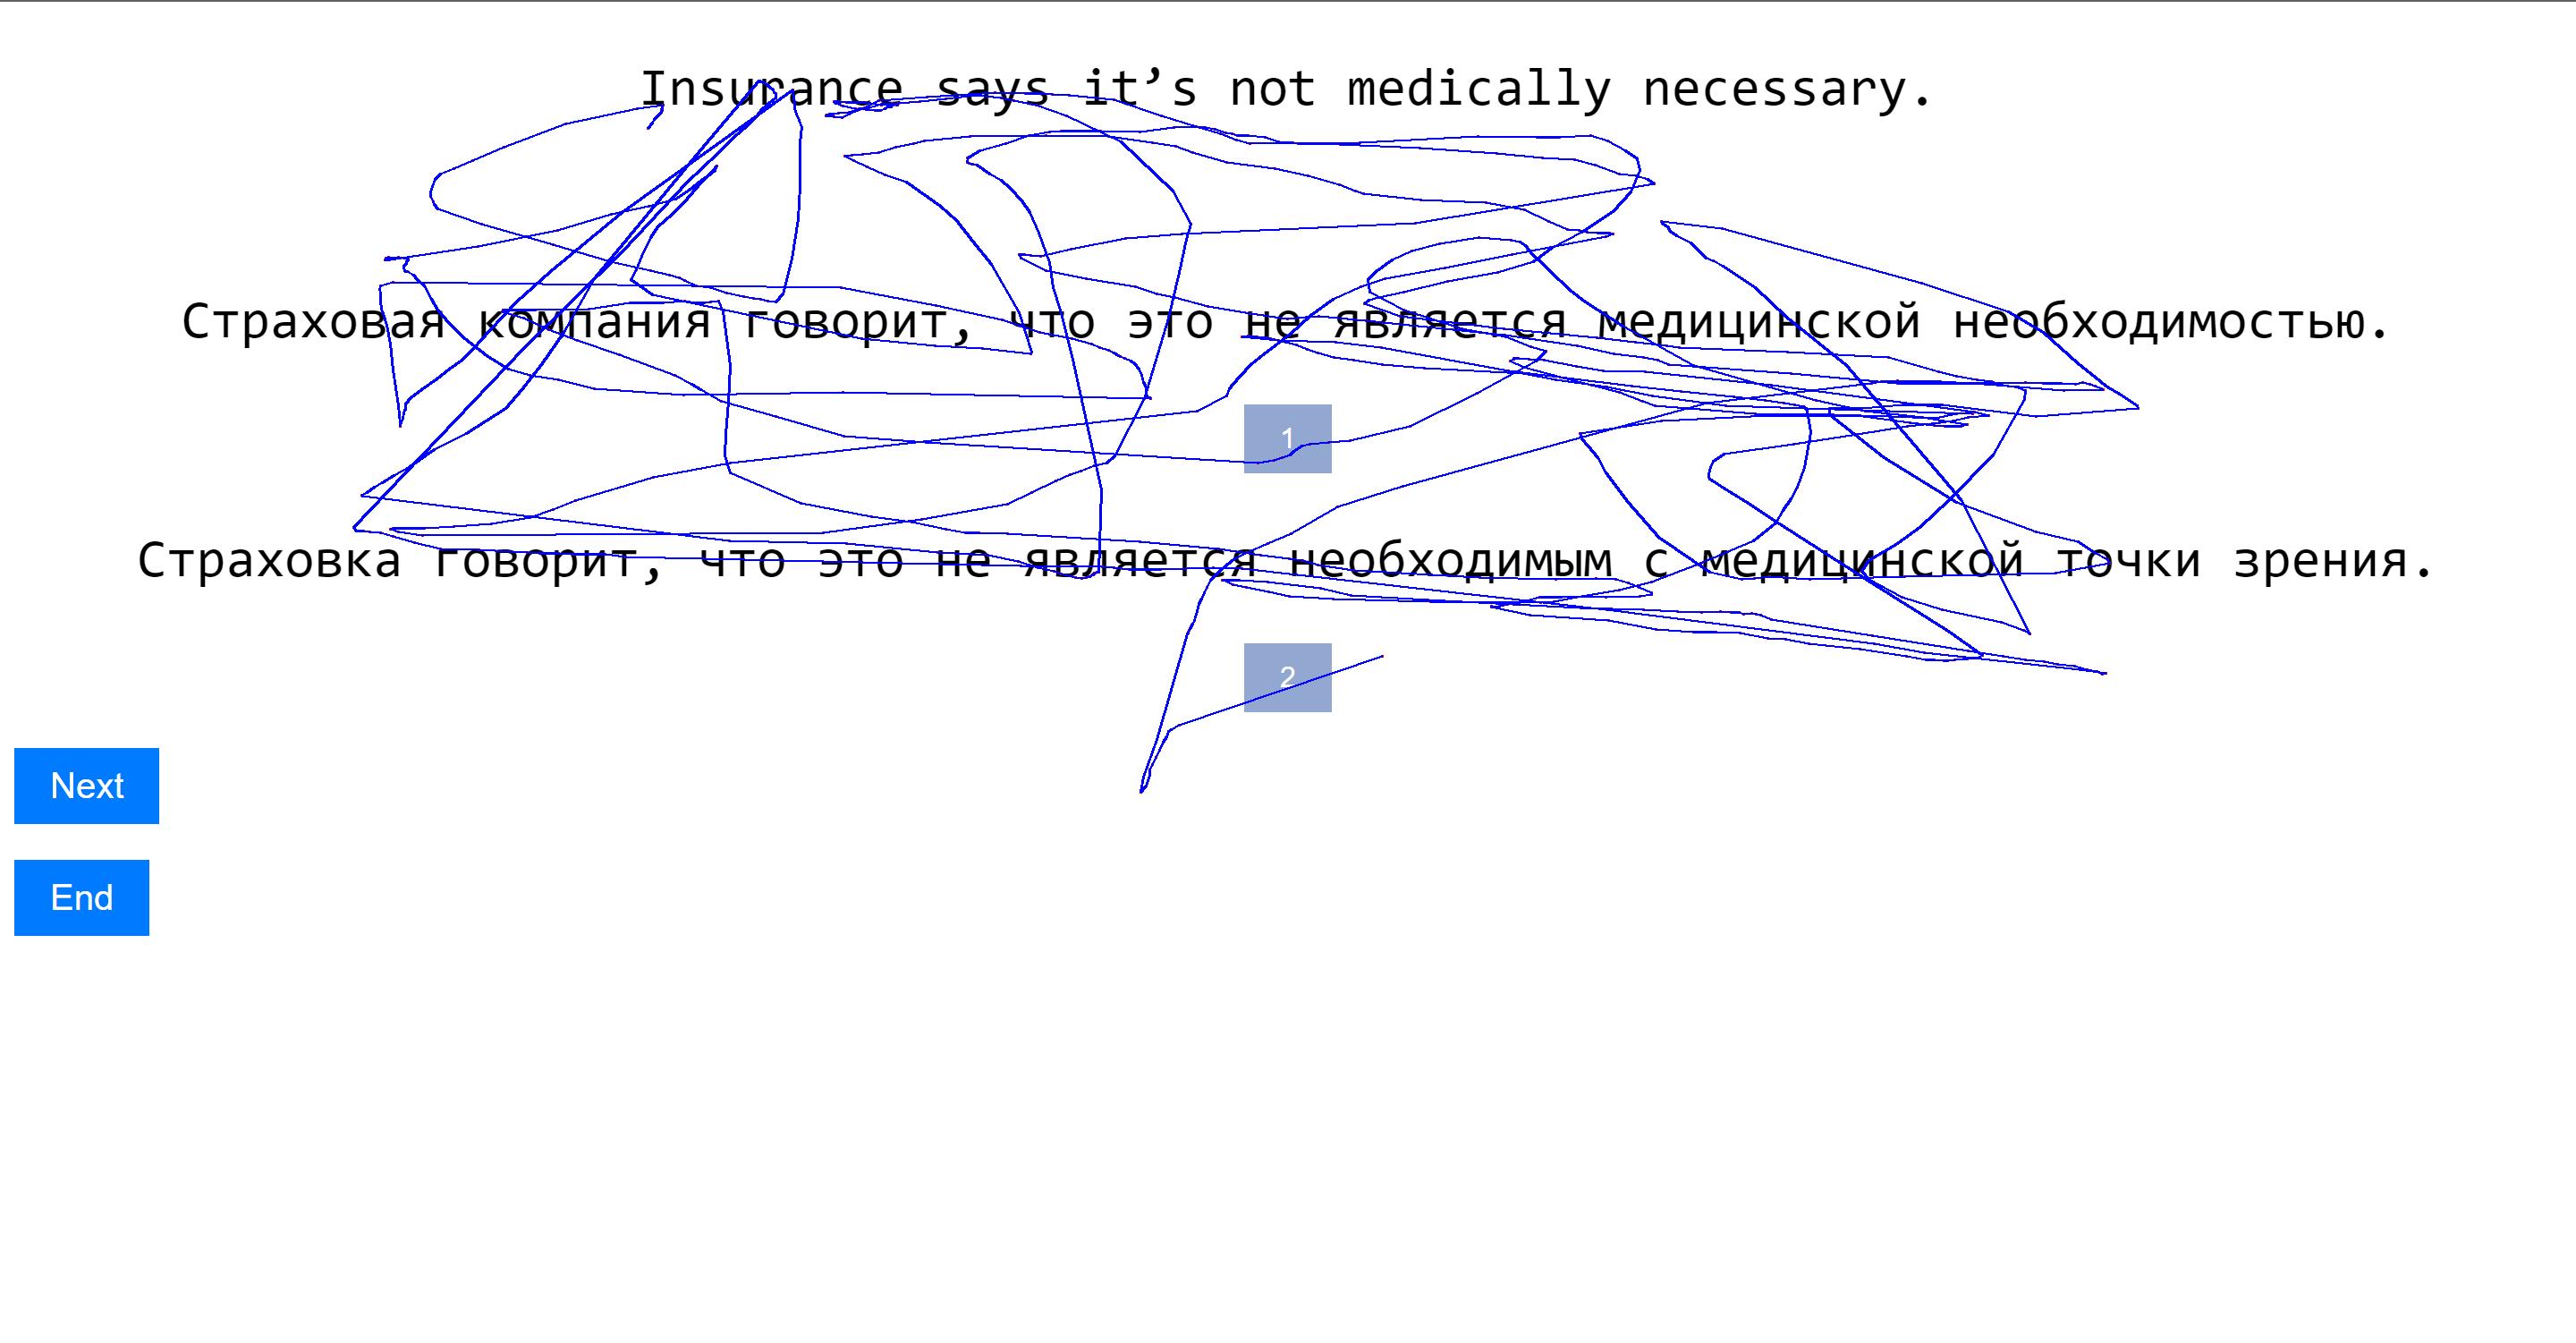 Insurance says it’s not medically necessary.
Страховая компания говорит, что это не является медицинской необходимостью.
1
Страховка говорит, что это не является необходимым с медицинской точки зрения.
2
Next
End